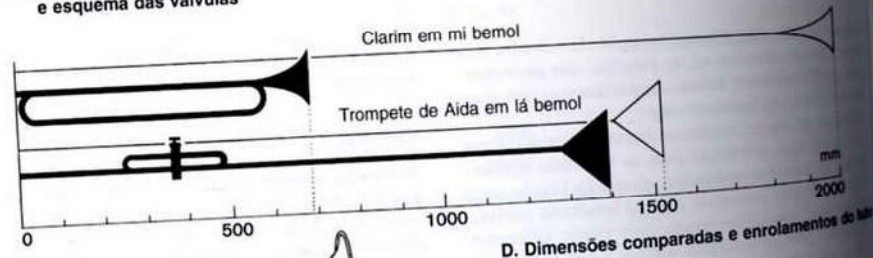 e esquema das válvulas
Clarim em mi bemol
Trompete de Aida em lá bemol
mm
0 500 1000 1500 2000
D. Dimensões comparadas e enrolamentos do